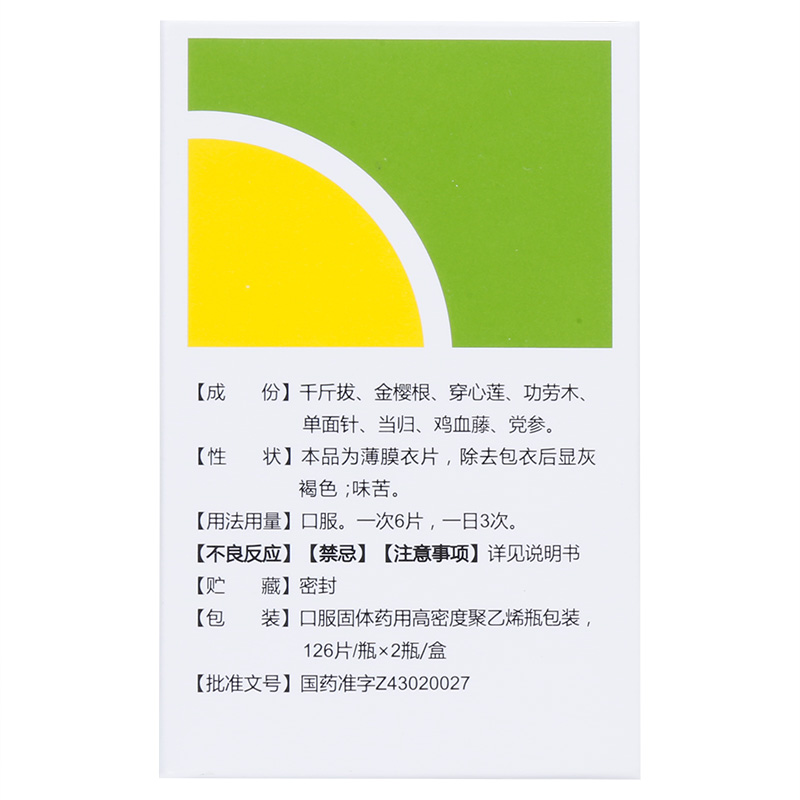 【成 份】千斤拔、金樱根、穿心莲、功劳木、
单面针、当归、鸡血藤、党参。
【性 状】本品为薄膜衣片，除去包衣后显灰
褐色；味苦。
【用法用量】口服。一次6片，一日3次。
【不良反应】【禁忌】【注意事项】详见说明书
【贮 藏】密封
【包 装】口服固体药用高密度聚乙烯瓶包装，
126片/瓶×2瓶/盒
【批准文号】国药准字Z43020027